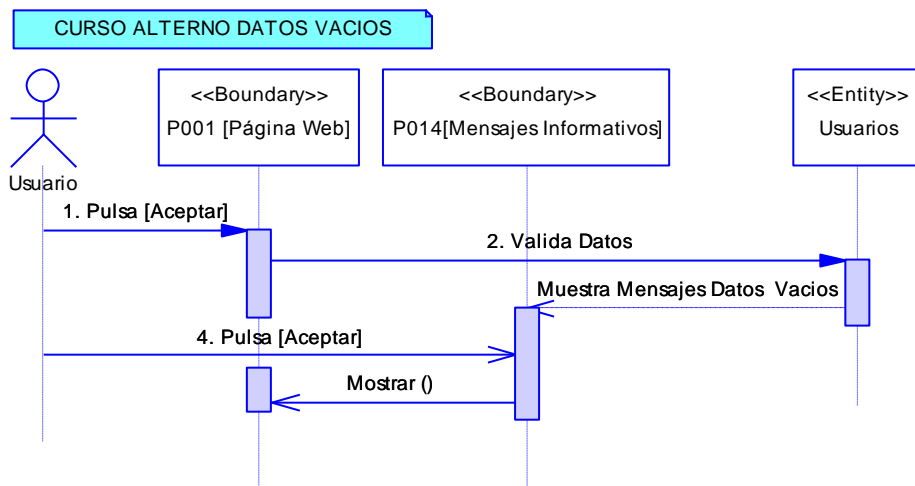 CURSO ALTERNO DATOS VACIOS
<<Boundary>>
P001 [Página Web]
<<Boundary>>
P014[Mensajes Informativos]
<<Entity>>
Usuarios
Usuario
1. Pulsa [Aceptar]
2. Valida Datos
Muestra Mensajes Datos  Vacios
4. Pulsa [Aceptar]
Mostrar ()